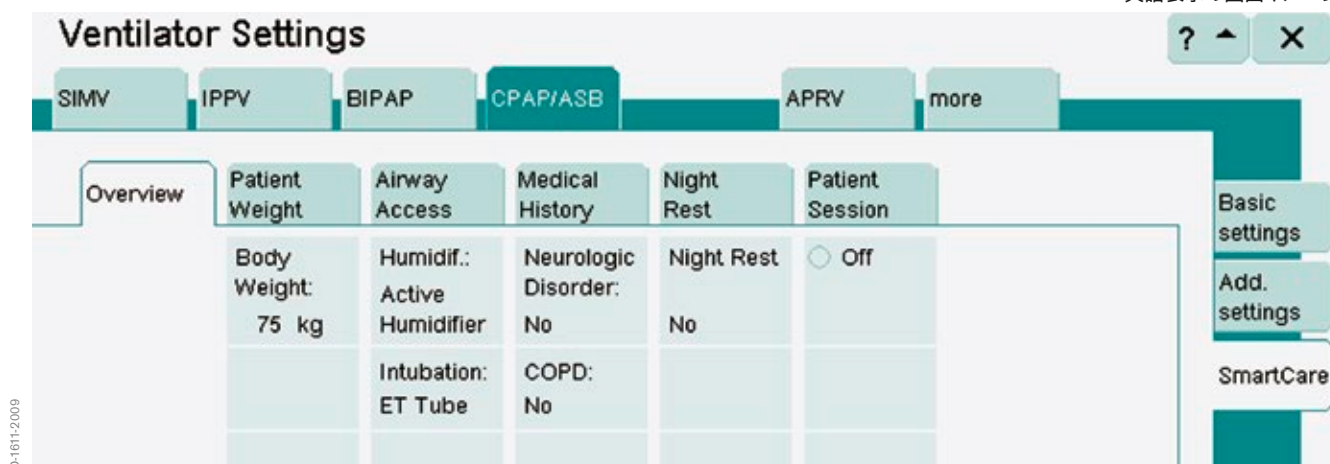 Ventilator Settings
?
SIMV IPPV BIPAP CPAP/ASB APRV more
Overview
Patient Weight
Airway Access
Medical History
Night Rest
Patient Session
Body Weight:
75 kg
Humidif.:
Active Humidifier
Intubation:
ET Tube
Neurologic Disorder:
No
COPD:
No
Night Rest
No
Off
Basic settings
Add. settings
SmartCare
-1611-2009